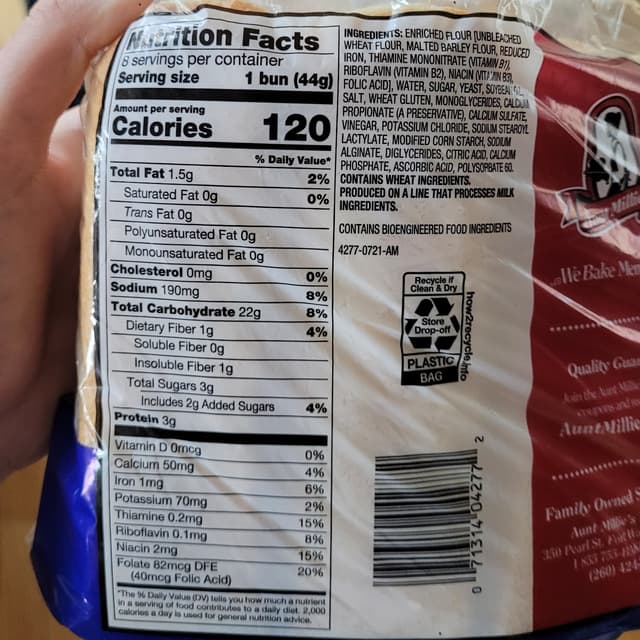 Nutrition Facts
8 servings per container
Serving size 1 bun (44g)
Amount per serving
Calories 120
% Daily Value*
Total Fat 1.5g 2%
Saturated Fat 0g 0%
Trans Fat 0g
Polyunsaturated Fat 0g
Monounsaturated Fat 0g
Cholesterol 0mg 0%
Sodium 190mg 8%
Total Carbohydrate 22g 8%
Dietary Fiber 1g 4%
Soluble Fiber 0g
Insoluble Fiber 1g
Total Sugars 3g
Includes 2g Added Sugars 4%
Protein 3g
Vitamin D 0mcg 0%
Calcium 50mg 4%
Iron 1mg 6%
Potassium 70mg 2%
Thiamine 0.2mg 15%
Riboflavin 0.1mg 8%
Niacin 2mg 15%
Folate 82mcg DFE 20%
(40mcg Folic Acid)
*The % Daily Value (DV) tells you how much a nutrient
in a serving of food contributes to a daily diet. 2,000
calories a day is used for general nutrition advice.
INGREDIENTS: ENRICHED FLOUR [UNBLEACHED
WHEAT FLOUR, MALTED BARLEY FLOUR, REDUCED
IRON, THIAMINE MONONITRATE (VITAMIN B1),
RIBOFLAVIN (VITAMIN B2), NIACIN (VITAMIN B3),
FOLIC ACID], WATER, SUGAR, YEAST, SOYBEAN OIL,
SALT, WHEAT GLUTEN, MONOGLYCERIDES, CALCIUM
PROPIONATE (A PRESERVATIVE), CALCIUM SULFATE,
VINEGAR, POTASSIUM CHLORIDE, SODIUM STEAROYL
LACTYLATE, MODIFIED CORN STARCH, SODIUM
ALGINATE, DIGLYCERIDES, CITRIC ACID, CALCIUM
PHOSPHATE, ASCORBIC ACID, POLYSORBATE 60.
CONTAINS WHEAT INGREDIENTS.
PRODUCED ON A LINE THAT PROCESSES MILK
INGREDIENTS.
CONTAINS BIOENGINEERED FOOD INGREDIENTS
4277-0721-AM
Recycle if
Clean & Dry
Store
Drop-off
PLASTIC
BAG
how2recycle.info
0 71314 04277 2
...We Bake
Quality
Join the Aunt
coupons and
Aunt Millie
Family Owned
Aunt
350 Pearl St.
(260)